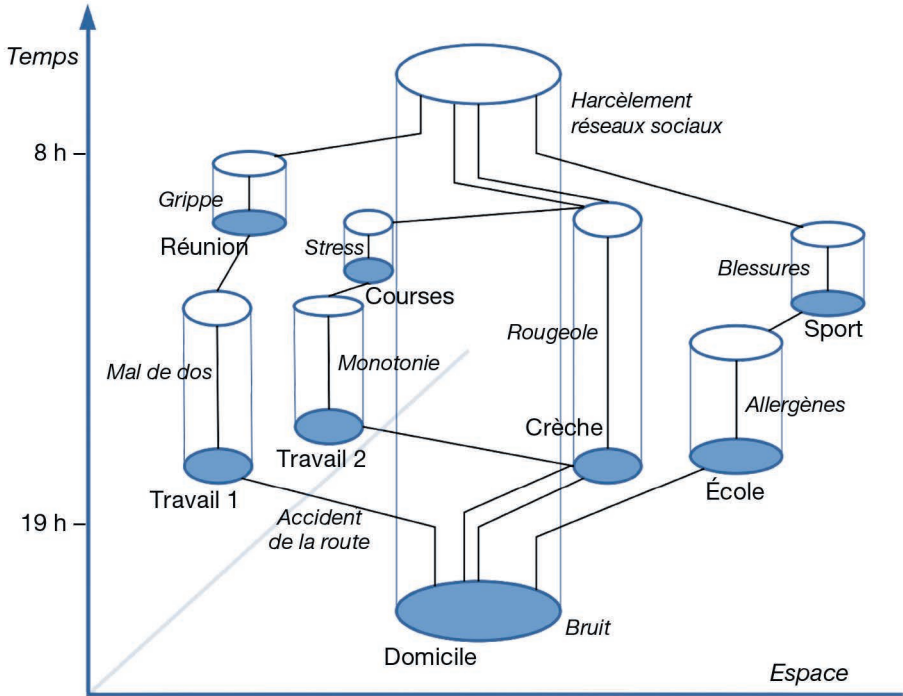 Temps
Harcèlement
réseaux sociaux
8 h
Grippe
Réunion
Stress
Courses
Blessures
Sport
Rougeole
Mal de dos
Monotonie
Allergènes
Crèche
Travail 2
Travail 1
École
19 h
Accident
de la route
Bruit
Domicile
Espace